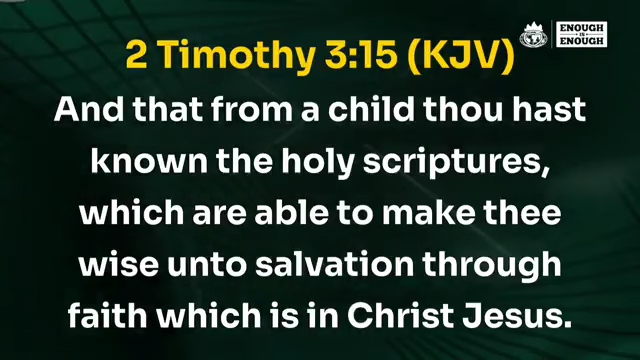 2 Timothy 3:15 (KJV)
ENOUGH
IS
ENOUGH
And that from a child thou hast
known the holy scriptures,
which are able to make thee
wise unto salvation through
faith which is in Christ Jesus.